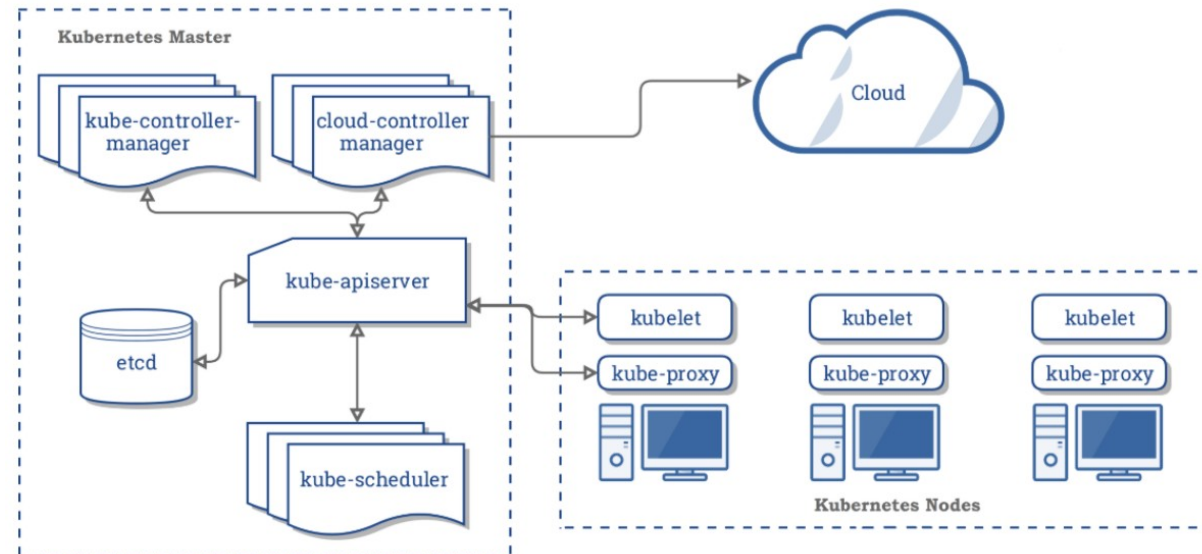 Kubernetes Master
kube-controller-
manager
cloud-controller
manager
Cloud
kube-apiserver
etcd
kube-scheduler
kubelet
kubelet
kubelet
kube-proxy
kube-proxy
kube-proxy
Kubernetes Nodes